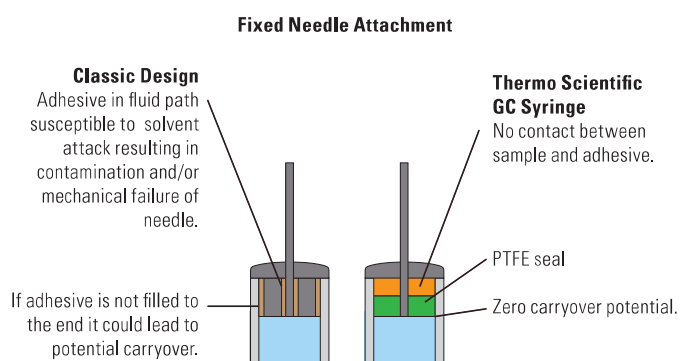 Fixed Needle Attachment
Classic Design
Adhesive in fluid path
susceptible to solvent
attack resulting in
contamination and/or
mechanical failure of
needle.
If adhesive is not filled to
the end it could lead to
potential carryover.
Thermo Scientific
GC Syringe
No contact between
sample and adhesive.
PTFE seal
Zero carryover potential.